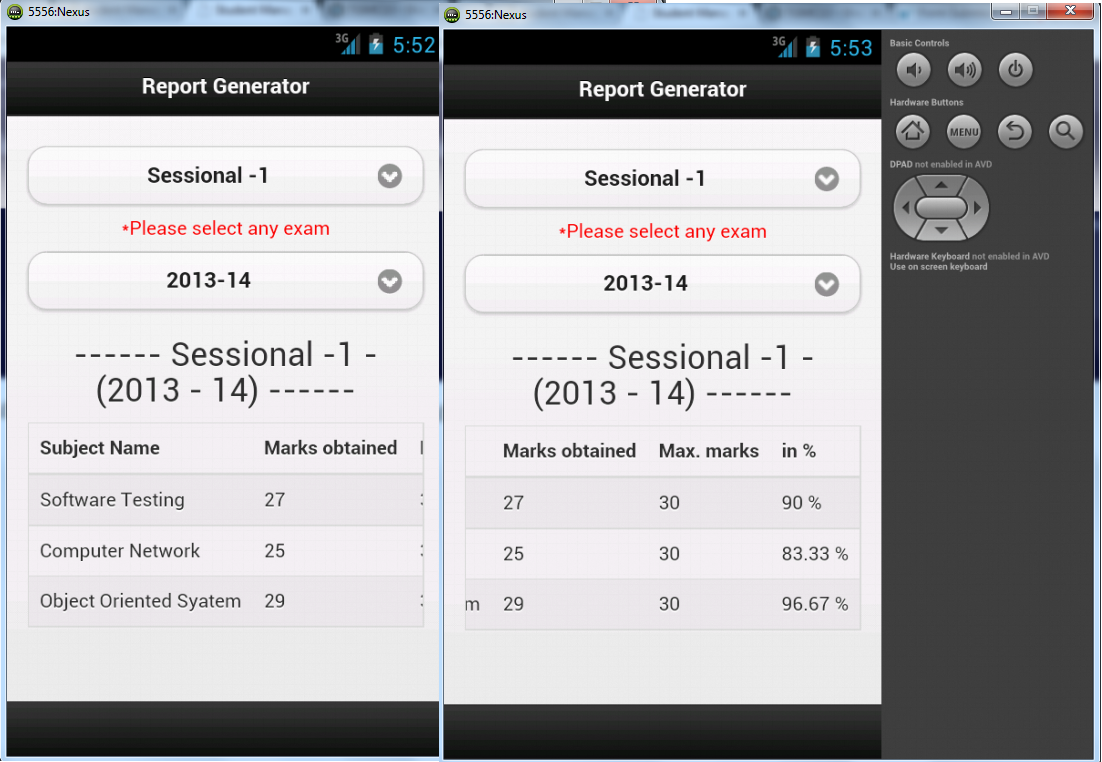 5556:Nexus
3G 5:52
Report Generator
Sessional -1
*Please select any exam
2013-14
------ Sessional -1 -
(2013 - 14) ------
Subject Name Marks obtained
Software Testing 27
Computer Network 25
Object Oriented Syatem 29
5556:Nexus
3G 5:53
Report Generator
Sessional -1
*Please select any exam
2013-14
------ Sessional -1 -
(2013 - 14) ------
Marks obtained Max. marks in %
27 30 90 %
25 30 83.33 %
m 29 30 96.67 %
Basic Controls
Hardware Buttons
MENU
DPAD not enabled in AVD
Hardware Keyboard not enabled in AVD
Use on screen keyboard